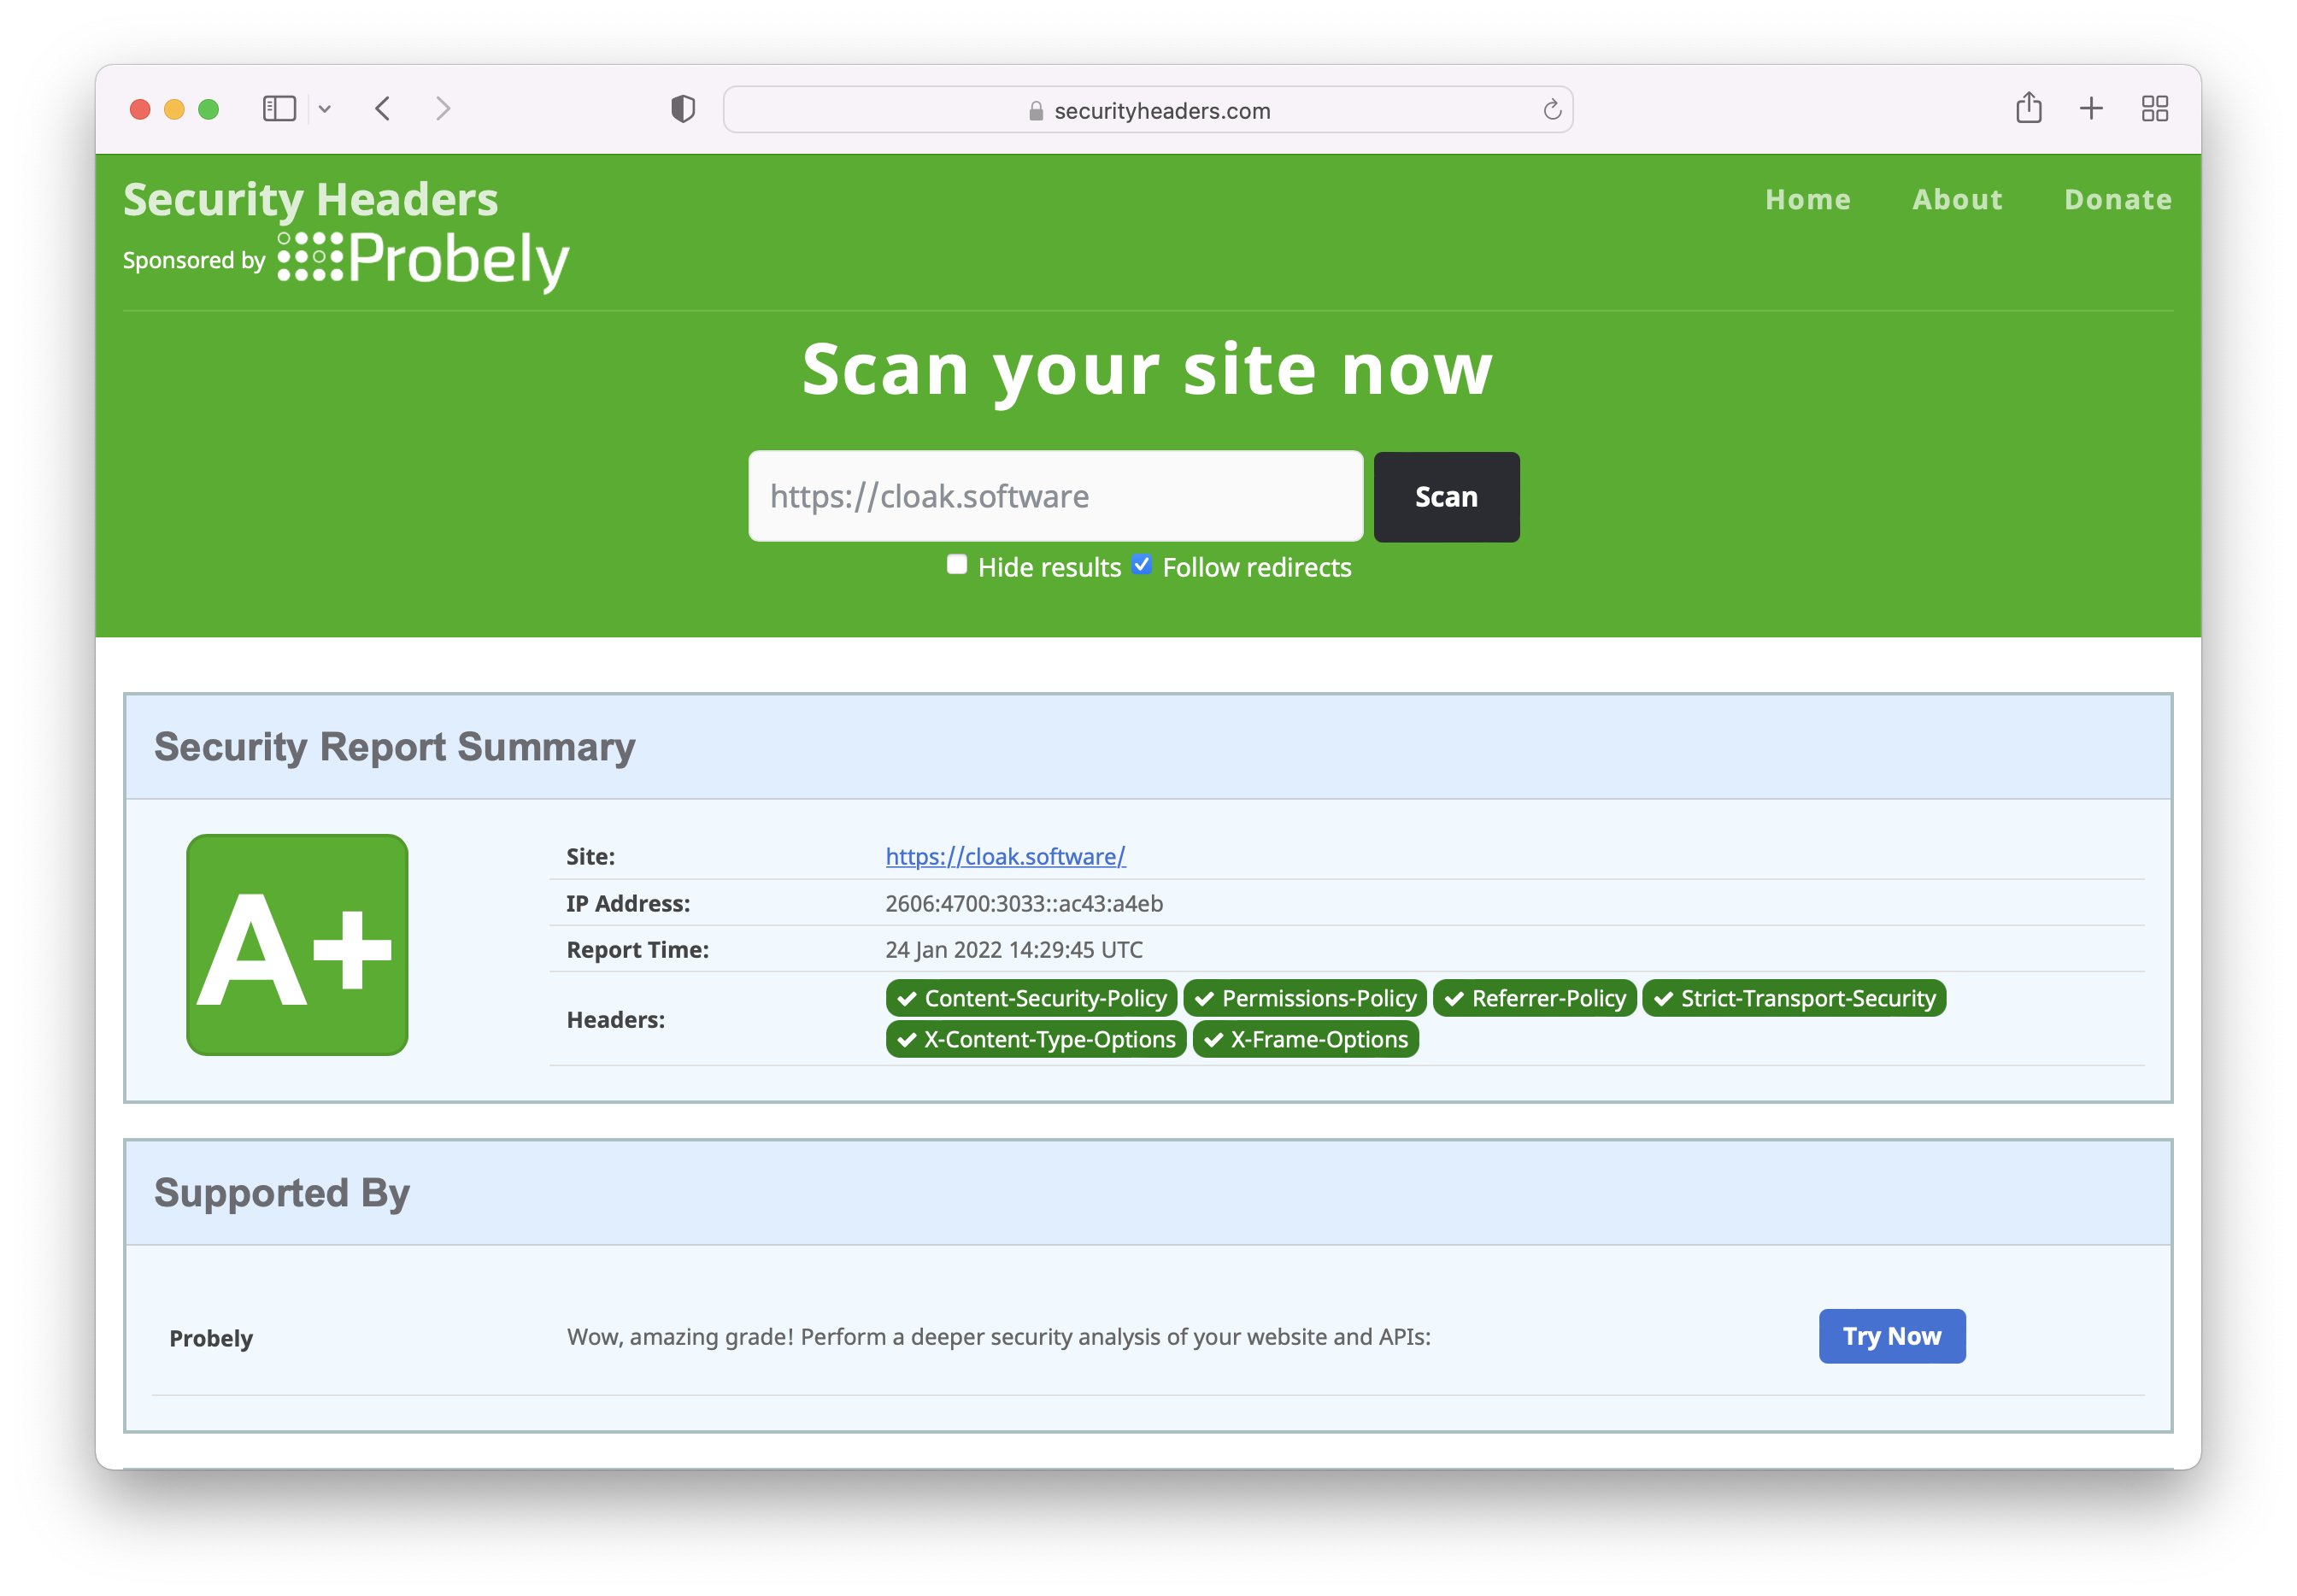 securityheaders.com
Security Headers
Home About Donate
Sponsored by Probely
Scan your site now
https://cloak.software
Scan
Hide results Follow redirects
Security Report Summary
A+
Site: https://cloak.software/
IP Address: 2606:4700:3033::ac43:a4eb
Report Time: 24 Jan 2022 14:29:45 UTC
Headers: Content-Security-Policy Permissions-Policy Referrer-Policy Strict-Transport-Security
X-Content-Type-Options X-Frame-Options
Supported By
Probely Wow, amazing grade! Perform a deeper security analysis of your website and APIs: Try Now